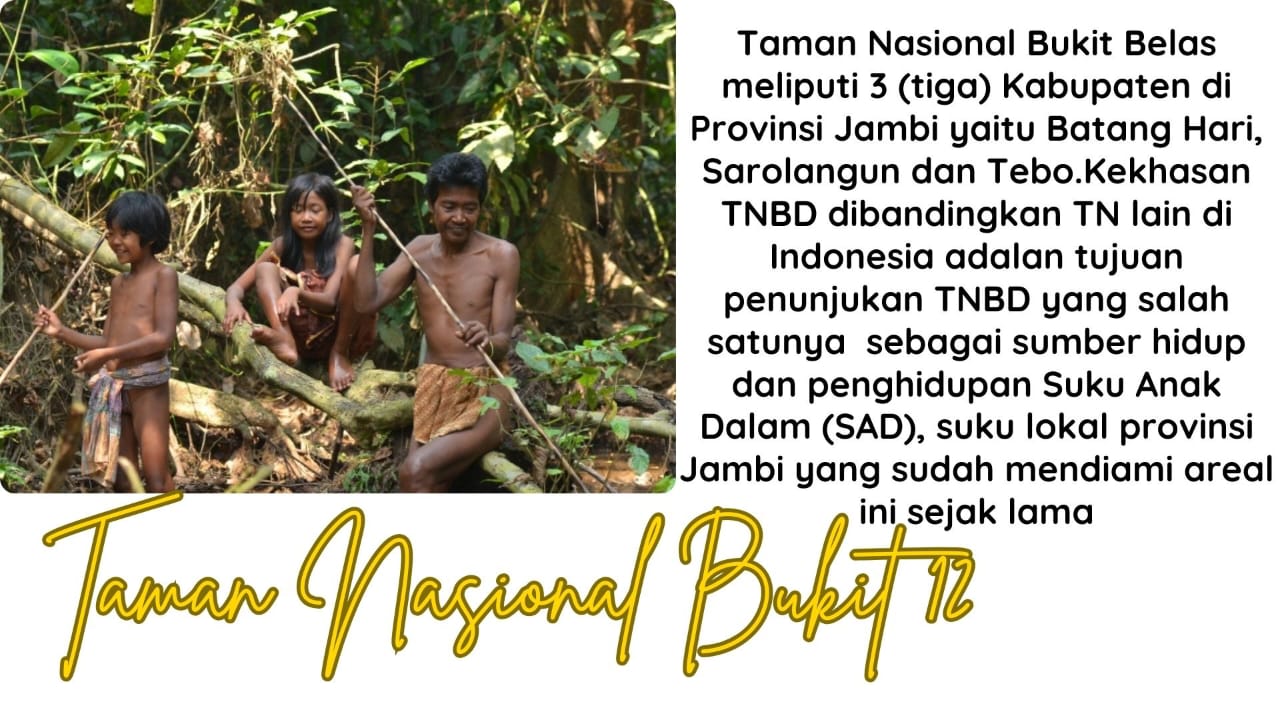 Taman Nasional Bukit Belas
meliputi 3 (tiga) Kabupaten di
Provinsi Jambi yaitu Batang Hari,
Sarolangun dan Tebo.Kekhasan
TNBD dibandingkan TN lain di
Indonesia adalan tujuan
penunjukan TNBD yang salah
satunya  sebagai sumber hidup
dan penghidupan Suku Anak
Dalam (SAD), suku lokal provinsi
Jambi yang sudah mendiami areal
ini sejak lama
Taman Nasional Bukit 12